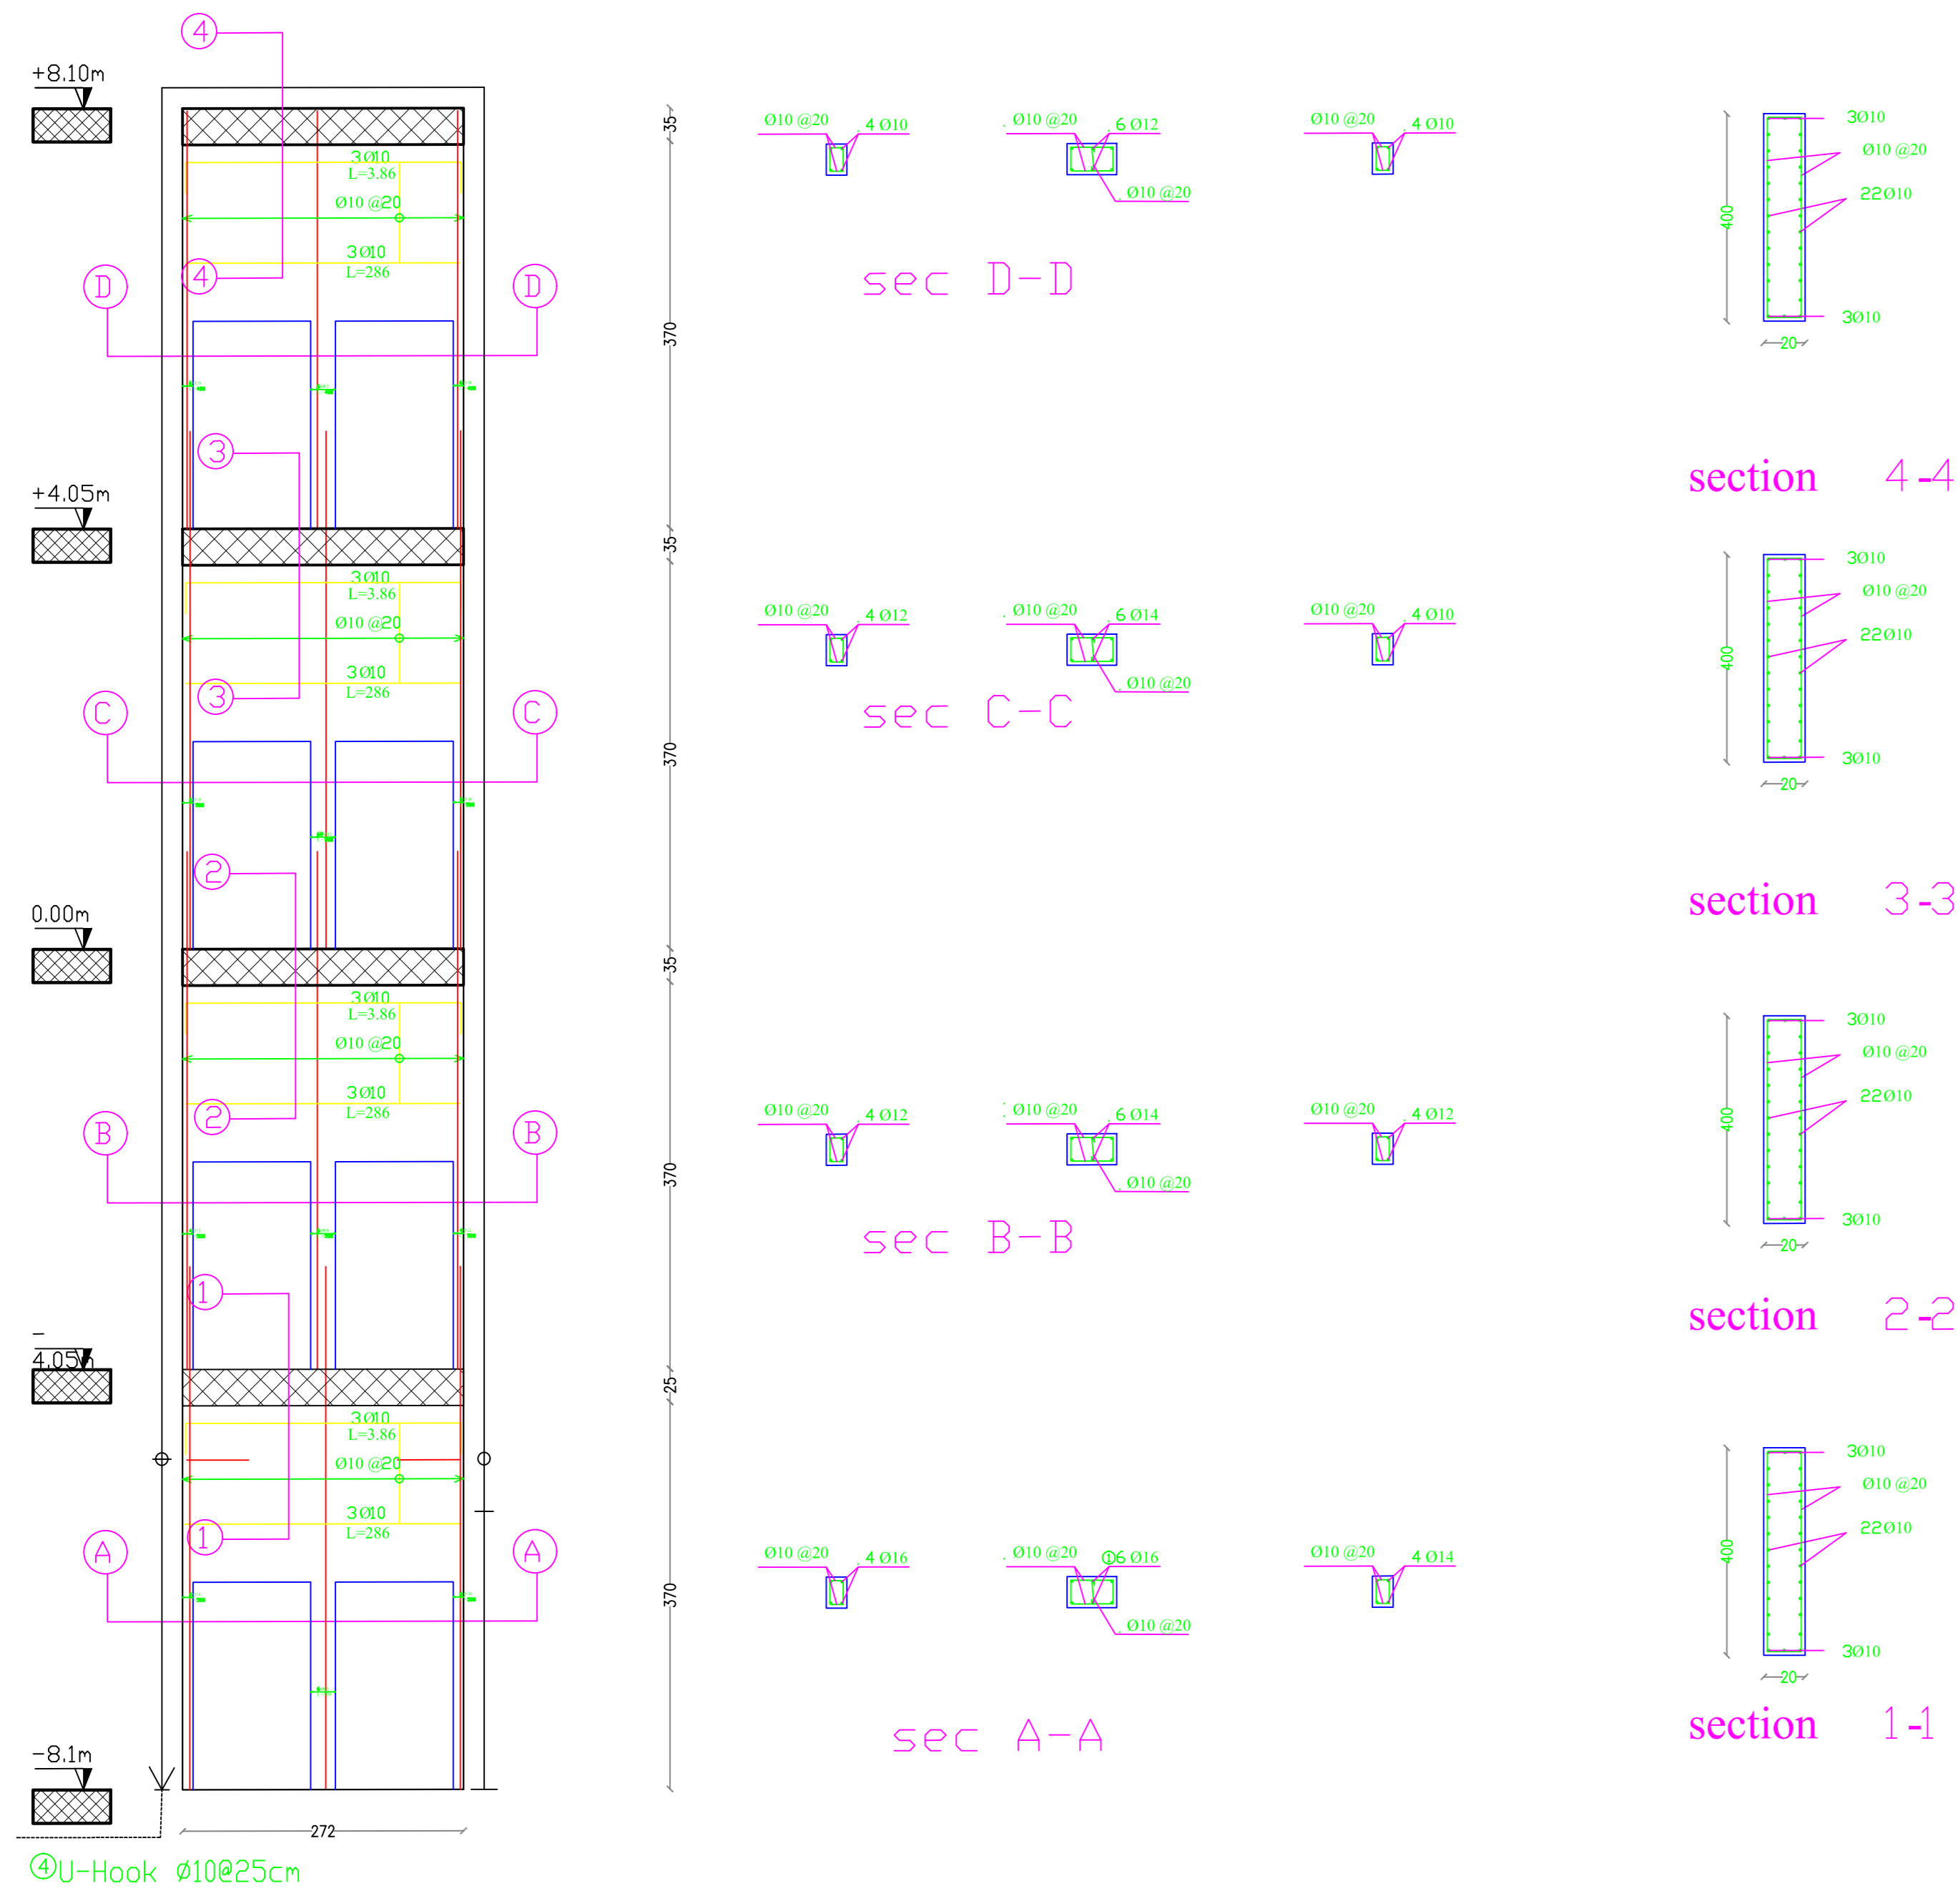 4
+8.10m
3Ø10
L=3.86
Ø10 @20
3Ø10
L=286
4
D
D
3
+4.05m
3Ø10
L=3.86
Ø10 @20
3Ø10
L=286
3
C
C
2
0.00m
3Ø10
L=3.86
Ø10 @20
3Ø10
L=286
2
B
B
1
-
4.05m
3Ø10
L=3.86
Ø10 @20
3Ø10
L=286
1
A
A
-8.1m
272
4 U-Hook Ø10@25cm
35
370
35
370
35
370
25
370
Ø10 @20 4 Ø10
Ø10 @20 6 Ø12
Ø10 @20
Ø10 @20 4 Ø10
sec D-D
Ø10 @20 4 Ø12
Ø10 @20 6 Ø14
Ø10 @20
Ø10 @20 4 Ø10
sec C-C
Ø10 @20 4 Ø12
Ø10 @20 6 Ø14
Ø10 @20
Ø10 @20 4 Ø12
sec B-B
Ø10 @20 4 Ø16
Ø10 @20 1 6 Ø16
Ø10 @20
Ø10 @20 4 Ø14
sec A-A
3Ø10
Ø10 @20
22Ø10
400
3Ø10
20
section 4-4
3Ø10
Ø10 @20
22Ø10
400
3Ø10
20
section 3-3
3Ø10
Ø10 @20
22Ø10
400
3Ø10
20
section 2-2
3Ø10
Ø10 @20
22Ø10
400
3Ø10
20
section 1-1